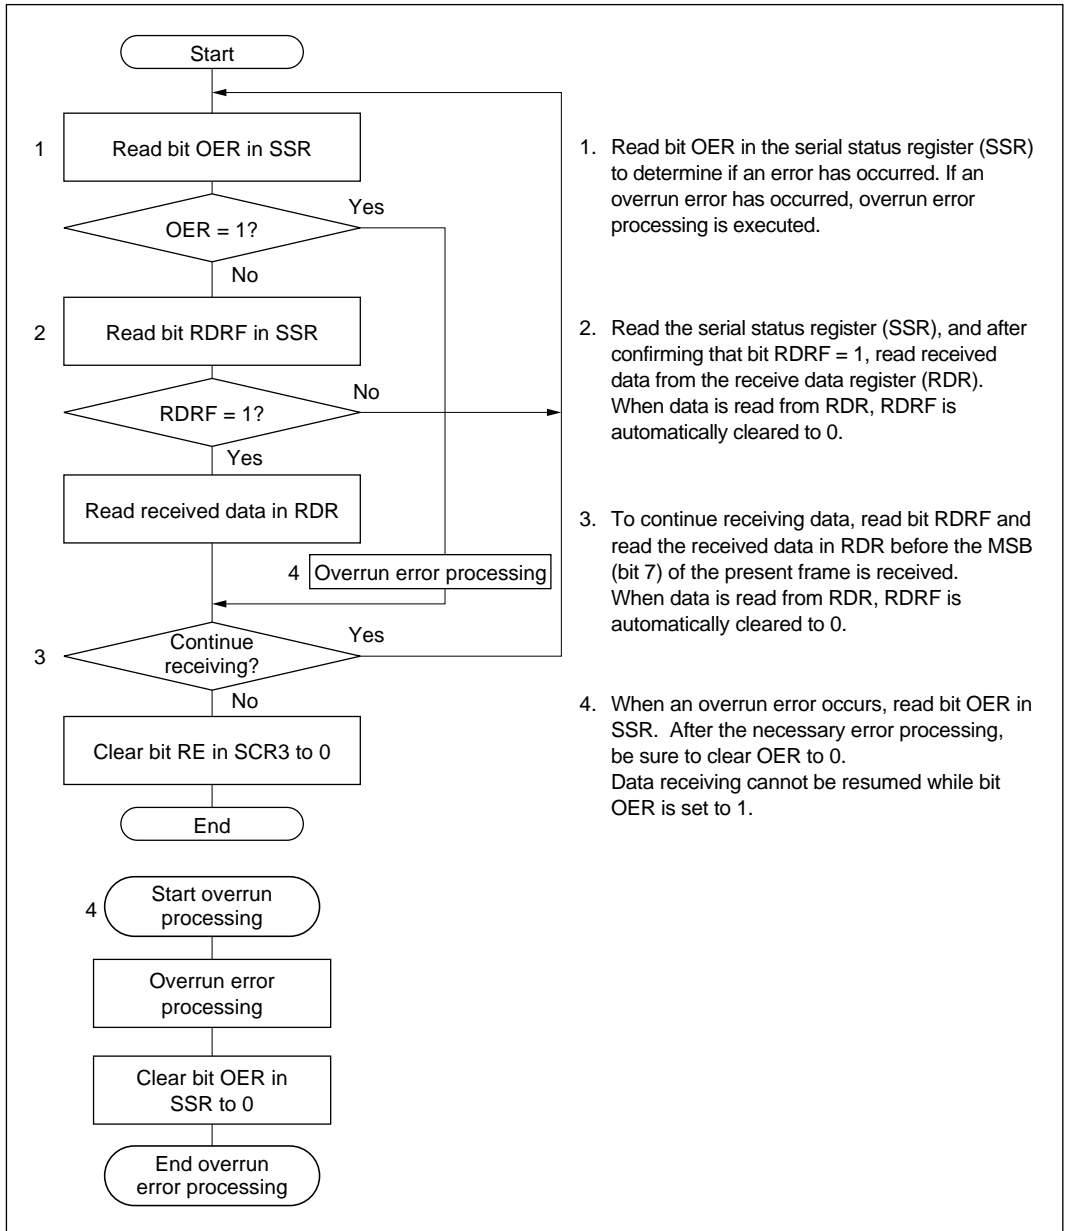 Start
1
Read bit OER in SSR
OER = 1?
Yes
No
2
Read bit RDRF in SSR
RDRF = 1?
No
Yes
Read received data in RDR
4
Overrun error processing
3
Continue
receiving?
Yes
No
Clear bit RE in SCR3 to 0
End
4
Start overrun
processing
Overrun error
processing
Clear bit OER in
SSR to 0
End overrun
error processing
1. Read bit OER in the serial status register (SSR)
to determine if an error has occurred. If an
overrun error has occurred, overrun error
processing is executed.
2. Read the serial status register (SSR), and after
confirming that bit RDRF = 1, read received
data from the receive data register (RDR).
When data is read from RDR, RDRF is
automatically cleared to 0.
3. To continue receiving data, read bit RDRF and
read the received data in RDR before the MSB
(bit 7) of the present frame is received.
When data is read from RDR, RDRF is
automatically cleared to 0.
4. When an overrun error occurs, read bit OER in
SSR. After the necessary error processing,
be sure to clear OER to 0.
Data receiving cannot be resumed while bit
OER is set to 1.